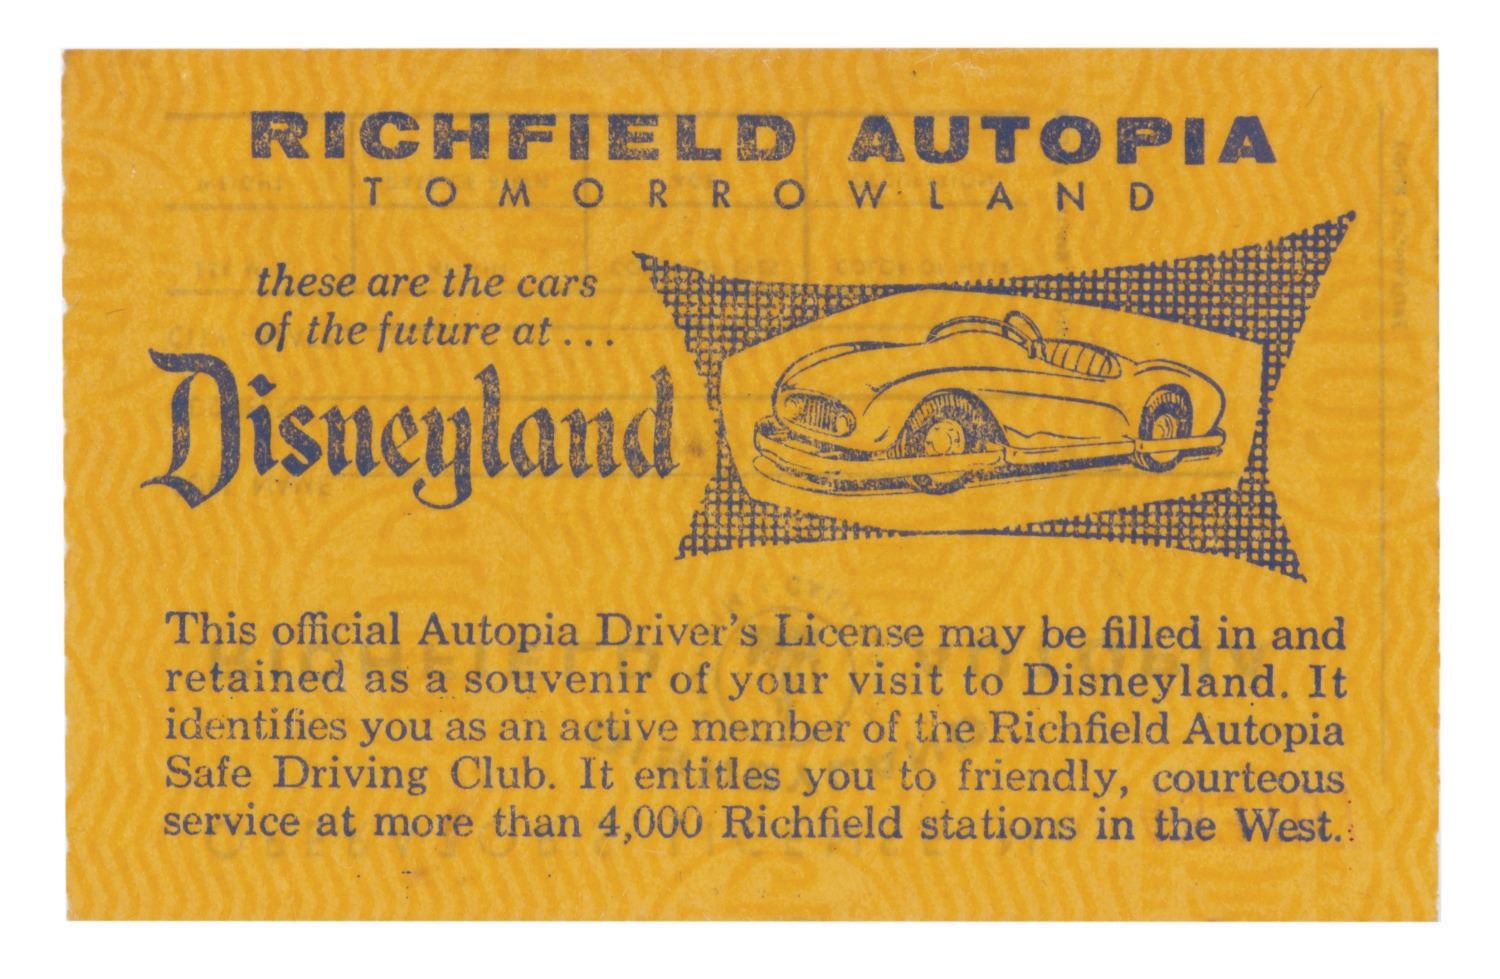 RICHFIELD AUTOPIA
TOMORROWLAND
these are the cars
of the future at...
Disneyland
This official Autopia Driver's License may be filled in and
retained as a souvenir of your visit to Disneyland. It
identifies you as an active member of the Richfield Autopia
Safe Driving Club. It entitles you to friendly, courteous
service at more than 4,000 Richfield stations in the West.